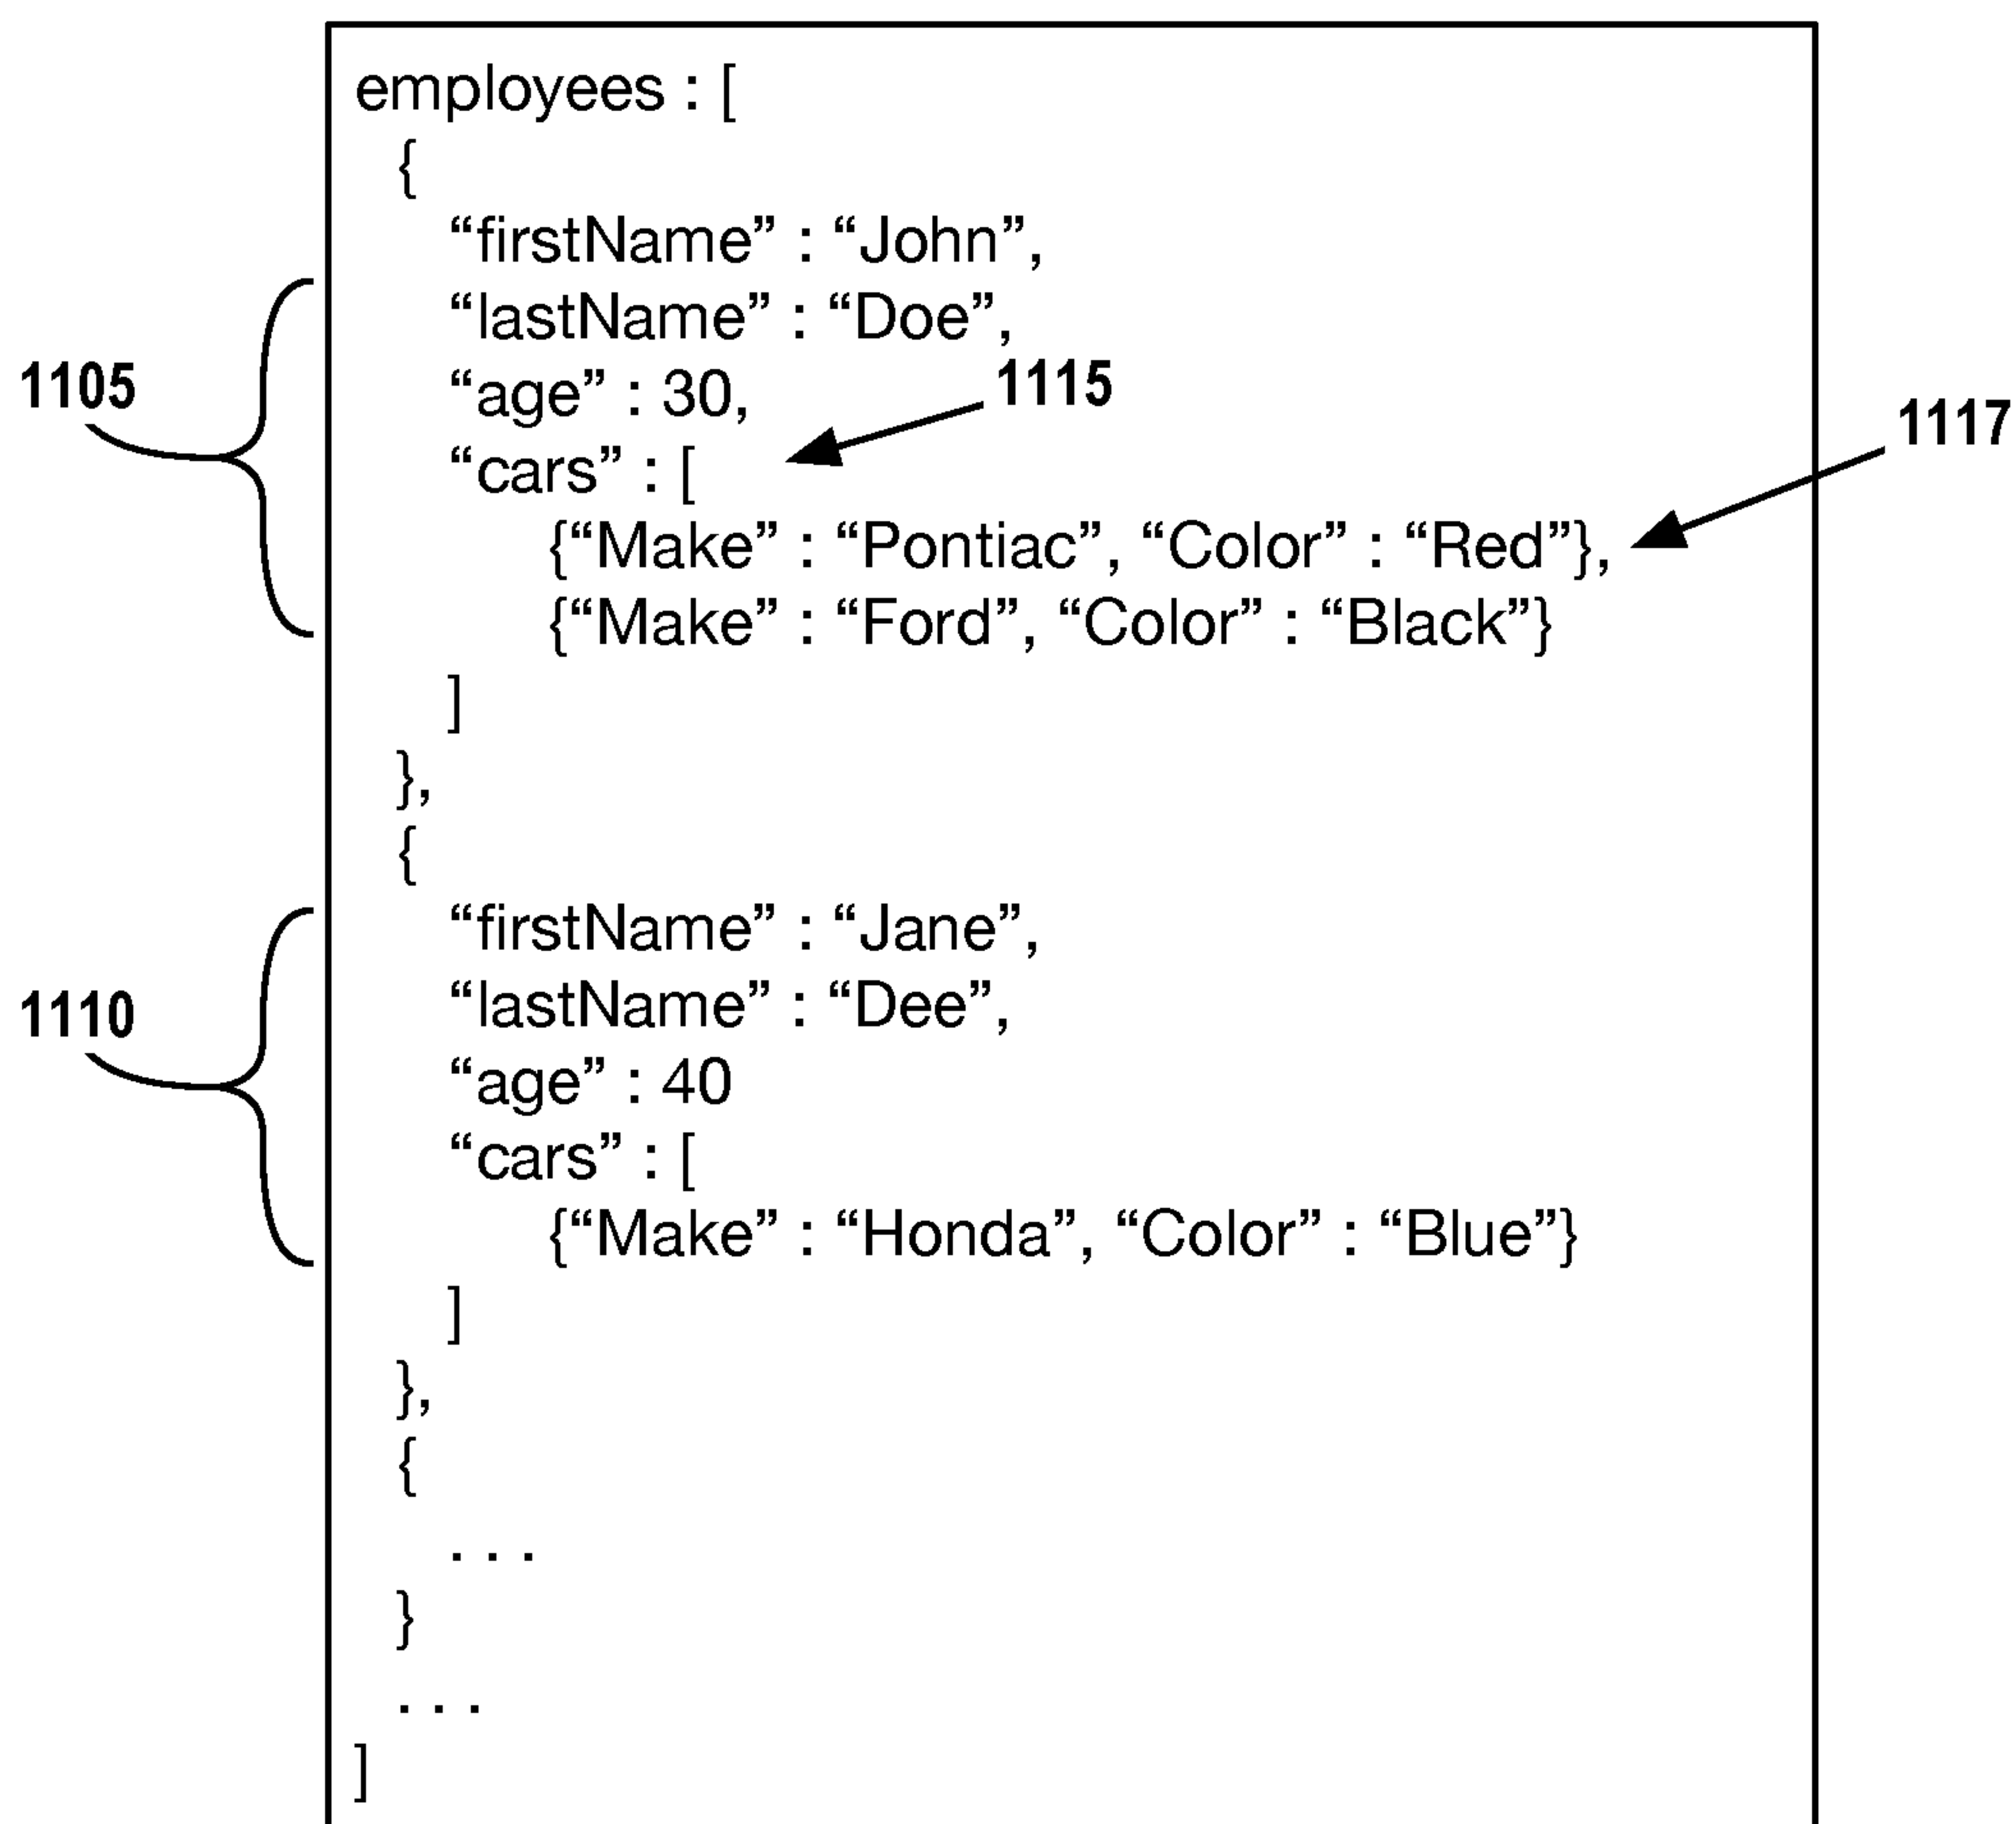 employees : [
{
“firstName” : “John”,
“lastName” : “Doe”,
1105
“age” : 30,
1115
1117
“cars” : [
{“Make” : “Pontiac”, “Color” : “Red”},
{“Make” : “Ford”, “Color” : “Black”}
]
},
{
“firstName” : “Jane”,
“lastName” : “Dee”,
1110
“age” : 40
“cars” : [
{“Make” : “Honda”, “Color” : “Blue”}
]
},
{
. . .
}
. . .
]